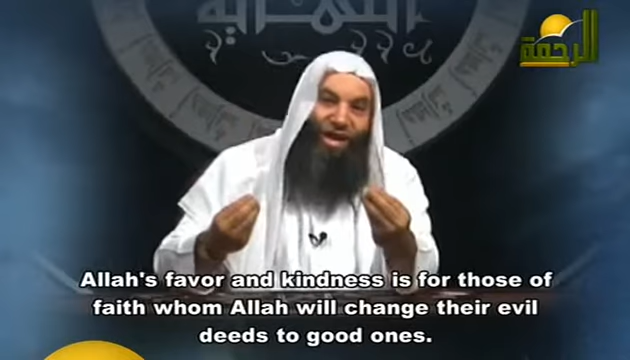 الرحمة
Allah's favor and kindness is for those of
faith whom Allah will change their evil
deeds to good ones.